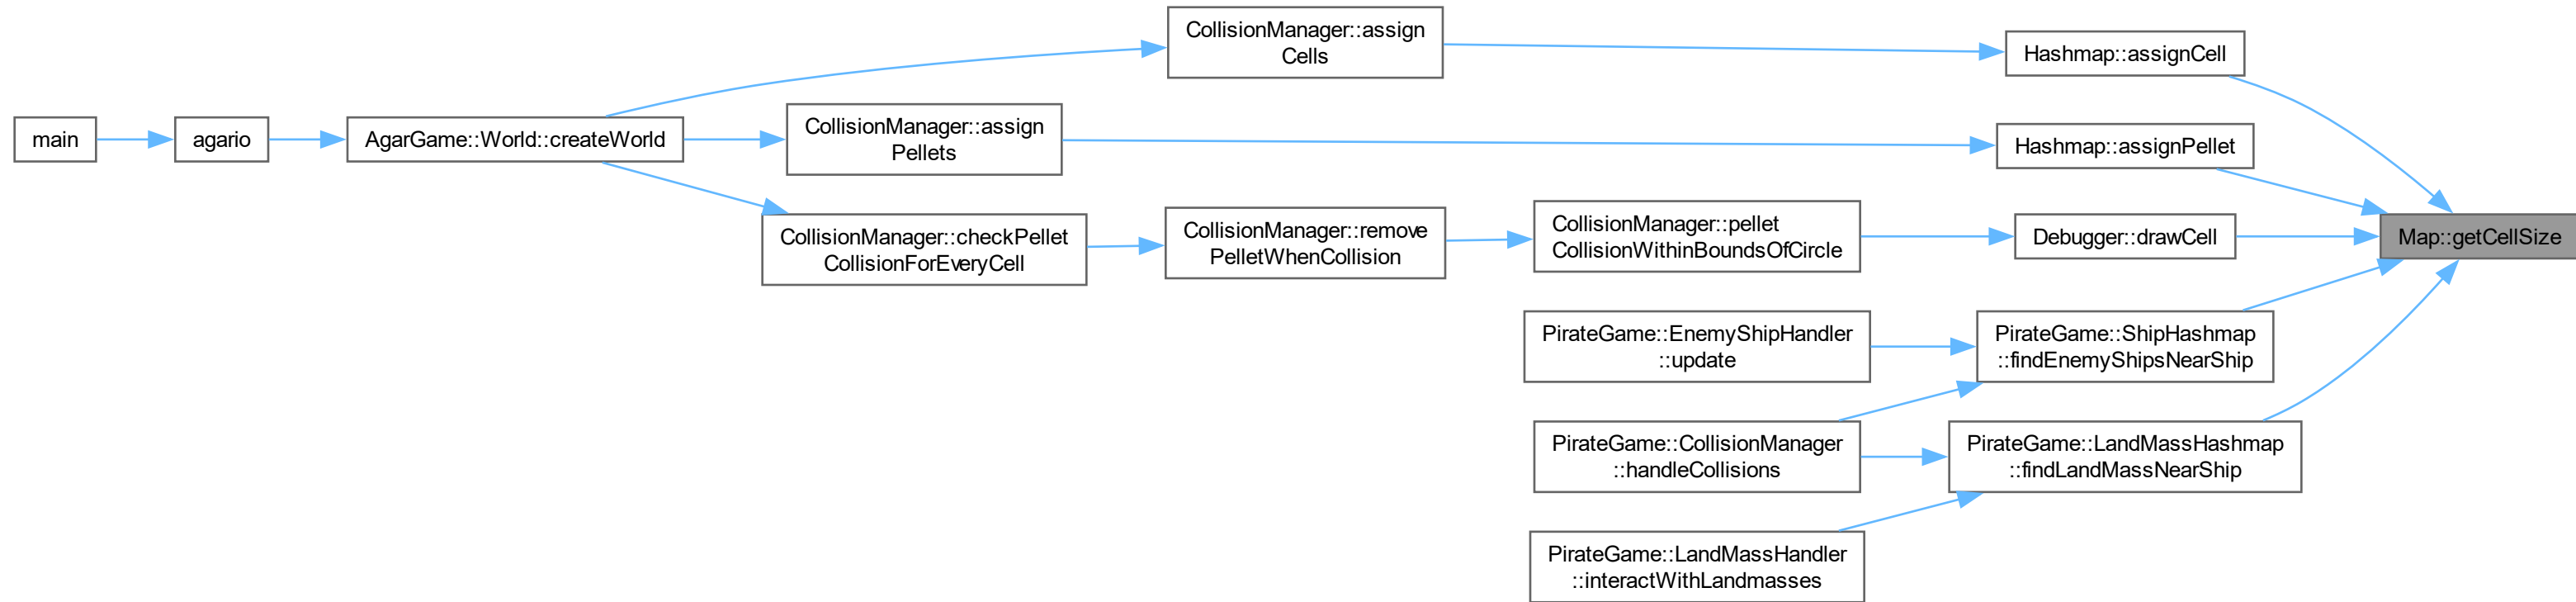 main
agario
AgarGame::World::createWorld
CollisionManager::assign
Cells
CollisionManager::assign
Pellets
CollisionManager::checkPellet
CollisionForEveryCell
CollisionManager::remove
PelletWhenCollision
CollisionManager::pellet
CollisionWithinBoundsOfCircle
PirateGame::EnemyShipHandler
::update
PirateGame::CollisionManager
::handleCollisions
PirateGame::LandMassHandler
::interactWithLandmasses
Hashmap::assignCell
Hashmap::assignPellet
Debugger::drawCell
PirateGame::ShipHashmap
::findEnemyShipsNearShip
PirateGame::LandMassHashmap
::findLandMassNearShip
Map::getCellSize